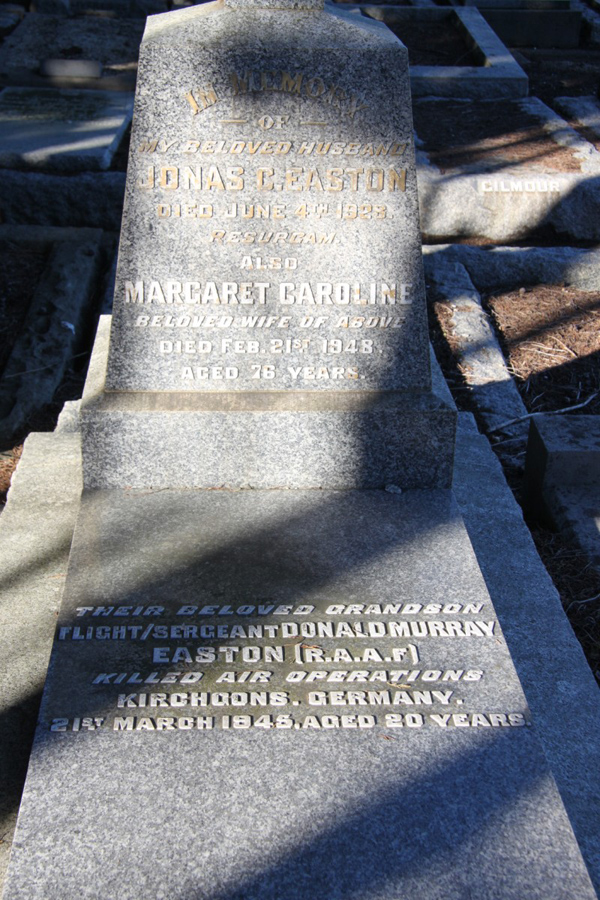 IN MEMORY
OF
MY BELOVED HUSBAND
JONAS C. EASTON
DIED JUNE 4TH 1928.
RESURGAM.
ALSO
MARGARET CAROLINE
BELOVED WIFE OF ABOVE
DIED FEB. 21ST 1948.
AGED 76 YEARS.
THEIR BELOVED GRANDSON
FLIGHT/SERGEANT DONALD MURRAY
EASTON (R.A.A.F)
KILLED AIR OPERATIONS
KIRCHGONS. GERMANY.
21ST MARCH 1945, AGED 20 YEARS.
GILMOUR